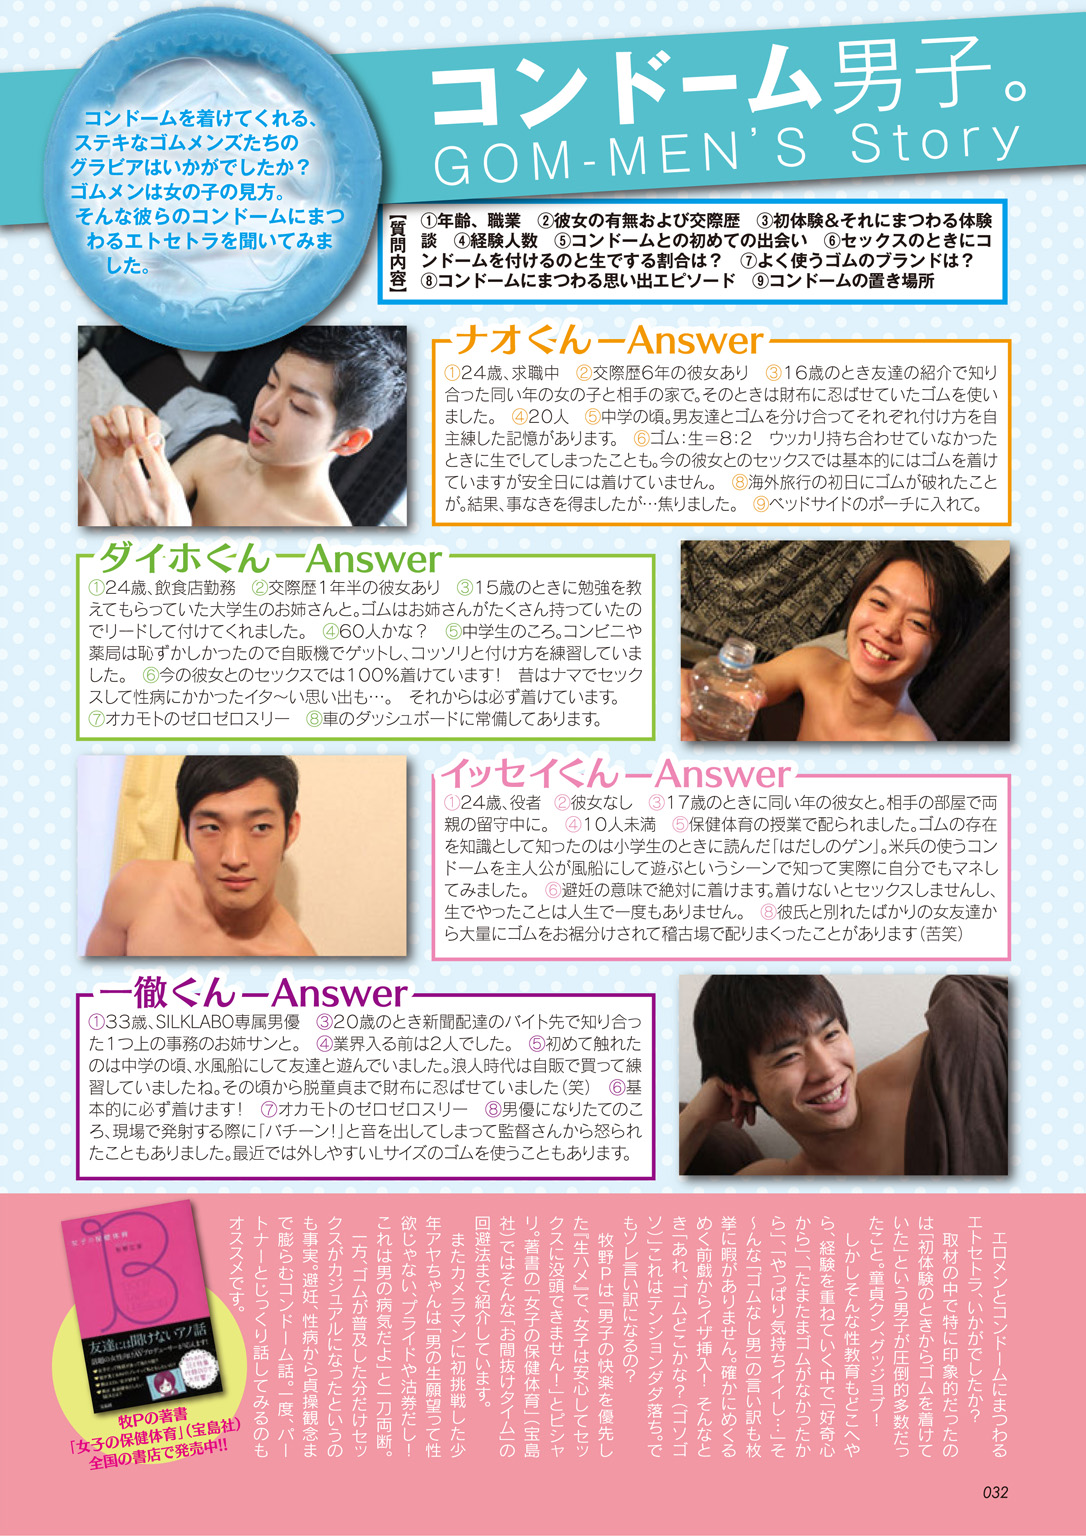 コンドーム男子。
GOM-MEN'S Story
コンドームを着けてくれる、
ステキなゴムメンズたちの
グラビアはいかがでしたか？
ゴムメンは女の子の見方。
そんな彼らのコンドームにまつ
わるエトセトラを聞いてみま
した。
【質問内容】
①年齢、職業　②彼女の有無および交際歴　③初体験&それにまつわる体験
談　④経験人数　⑤コンドームとの初めての出会い　⑥セックスのときにコ
ンドームを付けるのと生でする割合は？　⑦よく使うゴムのブランドは？
⑧コンドームにまつわる思い出エピソード　⑨コンドームの置き場所
ナオくん－Answer
①24歳、求職中　②交際歴6年の彼女あり　③16歳のとき友達の紹介で知り
合った同い年の女の子と相手の家で。そのときは財布に忍ばせていたゴムを使い
ました。　④20人　⑤中学の頃。男友達とゴムを分け合ってそれぞれ付け方を自
主練した記憶があります。　⑥ゴム：生＝8：2　ウッカリ持ち合わせていなかった
ときに生でしてしまったことも。今の彼女とのセックスでは基本的にはゴムを着け
ていますが安全日には着けていません。　⑧海外旅行の初日にゴムが破れたこと
が。結果、事なきを得ましたが…焦りました。　⑨ベッドサイドのポーチに入れて。
ダイホくん－Answer
①24歳、飲食店勤務　②交際歴1年半の彼女あり　③15歳のときに勉強を教
えてもらっていた大学生のお姉さんと。ゴムはお姉さんがたくさん持っていたの
でリードして付けてくれました。　④60人かな？　⑤中学生のころ。コンビニや
薬局は恥ずかしかったので自販機でゲットし、コッソリと付け方を練習していま
した。　⑥今の彼女とのセックスでは100%着けています！　昔はナマでセック
スして性病にかかったイタ〜い思い出も…。　それからは必ず着けています。
⑦オカモトのゼロゼロスリー　⑧車のダッシュボードに常備してあります。
イッセイくん－Answer
①24歳、役者　②彼女なし　③17歳のときに同い年の彼女と。相手の部屋で両
親の留守中に。　④10人未満　⑤保健体育の授業で配られました。ゴムの存在
を知識として知ったのは小学生のときに読んだ「はだしのゲン」。米兵の使うコン
ドームを主人公が風船にして遊ぶというシーンで知って実際に自分でもマネし
てみました。　⑥避妊の意味で絶対に着けます。着けないとセックスしませんし、
生でやったことは人生で一度もありません。　⑧彼氏と別れたばかりの女友達か
ら大量にゴムをお裾分けされて稽古場で配りまくったことがあります（苦笑）
一徹くん－Answer
①33歳、SILKLABO専属男優　③20歳のとき新聞配達のバイト先で知り合っ
た1つ上の事務のお姉サンと。　④業界入る前は2人でした。　⑤初めて触れた
のは中学の頃、水風船にして友達と遊んでいました。浪人時代は自販で買って練
習していましたね。その頃から脱童貞まで財布に忍ばせていました（笑）　⑥基
本的に必ず着けます！　⑦オカモトのゼロゼロスリー　⑧男優になりたてのこ
ろ、現場で発射する際に「バチーン！」と音を出してしまって監督さんから怒られ
たこともありました。最近では外しやすいLサイズのゴムを使うこともあります。
エロメンとコンドームにまつわる
エトセトラ、いかがでしたか？
取材の中で特に印象的だったの
は「初体験のときからゴムを着けて
いた」という男子が圧倒的多数だっ
たこと。童貞クン、グッジョブ！
しかしそんな性教育もどこへや
ら、経験を重ねていく中で「好奇心
から」、「たまたまゴムがなかったか
ら」、「やっぱり気持ちイイし…」そ
〜んな「ゴムなし男」の言い訳も枚
挙に暇がありません。確かにめくる
めく前戯からイザ挿入！　そんなと
き「あれ、ゴムどこかな？（ゴソゴ
ソ）」これはテンションダダ落ち。で
もソレ言い訳になるの？
牧野Pは「男子の快楽を優先し
た『生ハメ』で、女子は安心してセッ
クスに没頭できません！」とピシャ
リ。著書の「女子の保健体育」（宝島
社）ではそんな「お間抜けタイム」の
回避法まで紹介しています。
またカメラマンに初挑戦した少
年アヤちゃんは「男の生願望って性
欲じゃない、プライドや沽券だし！
これは男の病気だよ」と一刀両断。
一方、ゴムが普及した分だけセッ
クスがカジュアルになったというの
も事実。避妊、性病から貞操観念ま
で膨らむコンドーム話。一度、パー
トナーとじっくり話してみるのも
オススメです。
女子の保健体育
友達には聞けないアノ話
牧Pの著書
「女子の保健体育」（宝島社）
全国の書店で発売中!!
032